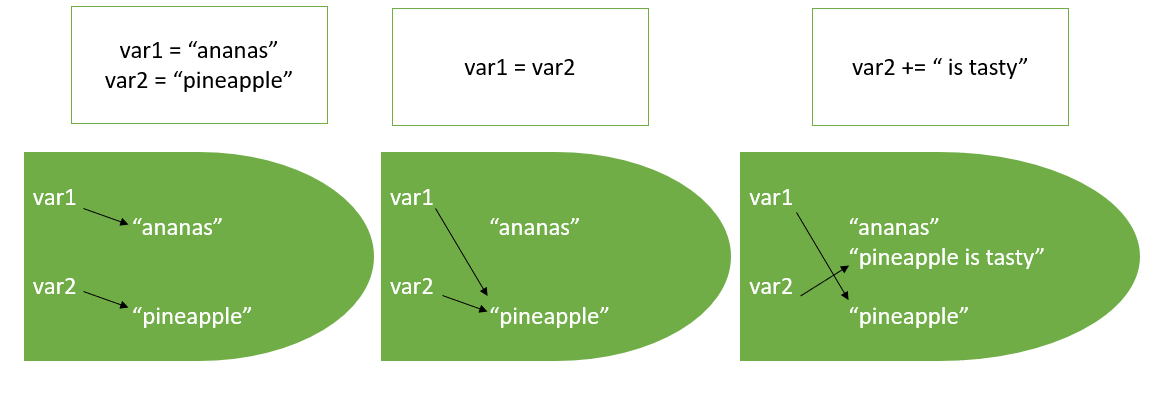 var1 = “ananas”
var2 = “pineapple”
var1 = var2
var2 += “ is tasty”
var1
“ananas”
var2
“pineapple”
var1
“ananas”
var2
“pineapple”
var1
“ananas”
“pineapple is tasty”
var2
“pineapple”